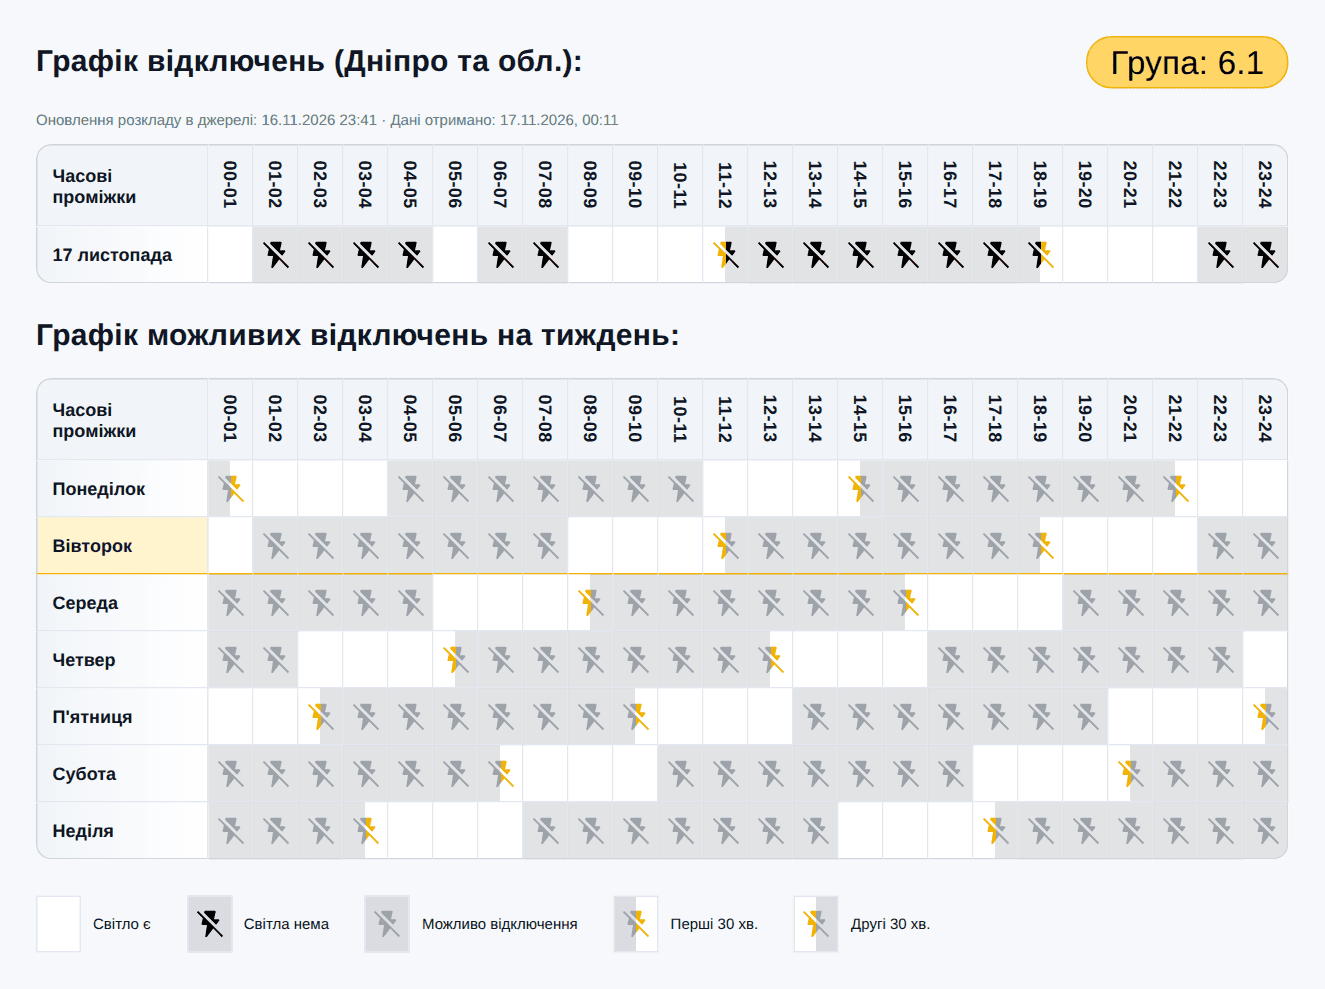 Графік відключень (Дніпро та обл.):
Група: 6.1
Оновлення розкладу в джерелі: 16.11.2026 23:41 · Дані отримано: 17.11.2026, 00:11
Часові проміжки 00-01 01-02 02-03 03-04 04-05 05-06 06-07 07-08 08-09 09-10 10-11 11-12 12-13 13-14 14-15 15-16 16-17 17-18 18-19 19-20 20-21 21-22 22-23 23-24
17 листопада
Графік можливих відключень на тиждень:
Часові проміжки 00-01 01-02 02-03 03-04 04-05 05-06 06-07 07-08 08-09 09-10 10-11 11-12 12-13 13-14 14-15 15-16 16-17 17-18 18-19 19-20 20-21 21-22 22-23 23-24
Понеділок
Вівторок
Середа
Четвер
П'ятниця
Субота
Неділя
Світло є Світла нема Можливо відключення Перші 30 хв. Другі 30 хв.